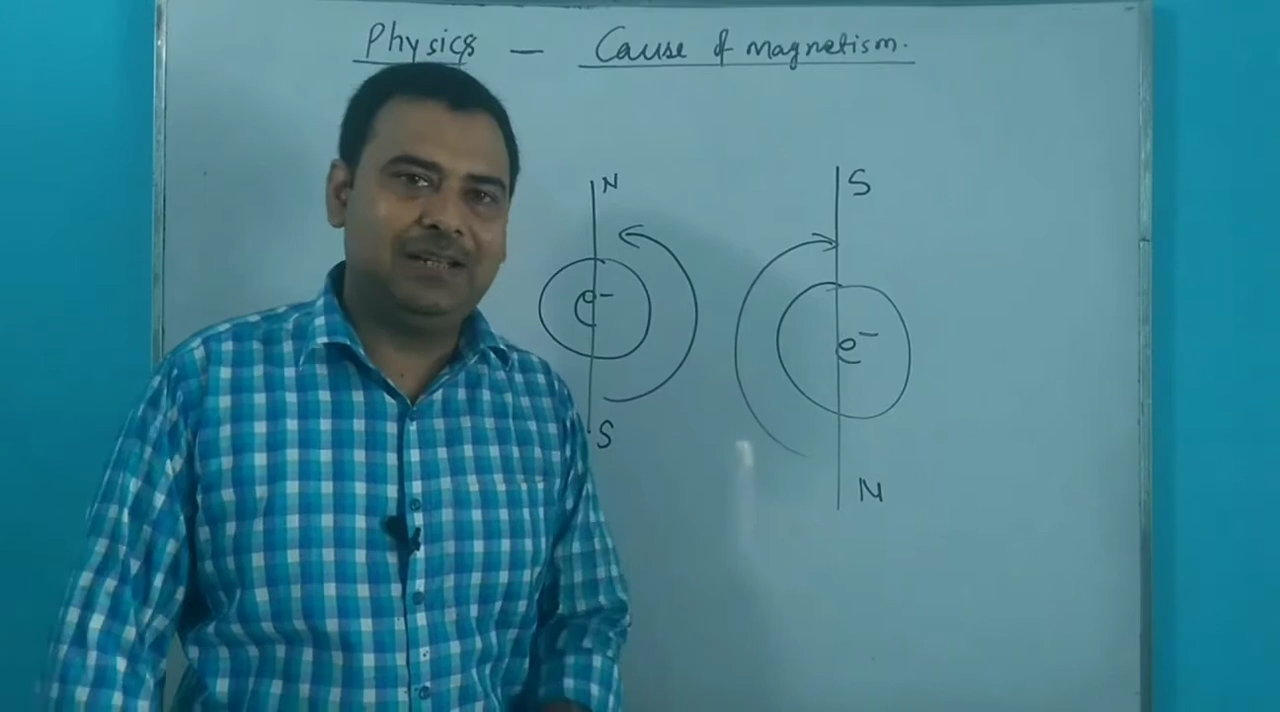 Physics — Cause of magnetism.
N S
e⁻ e⁻
S N